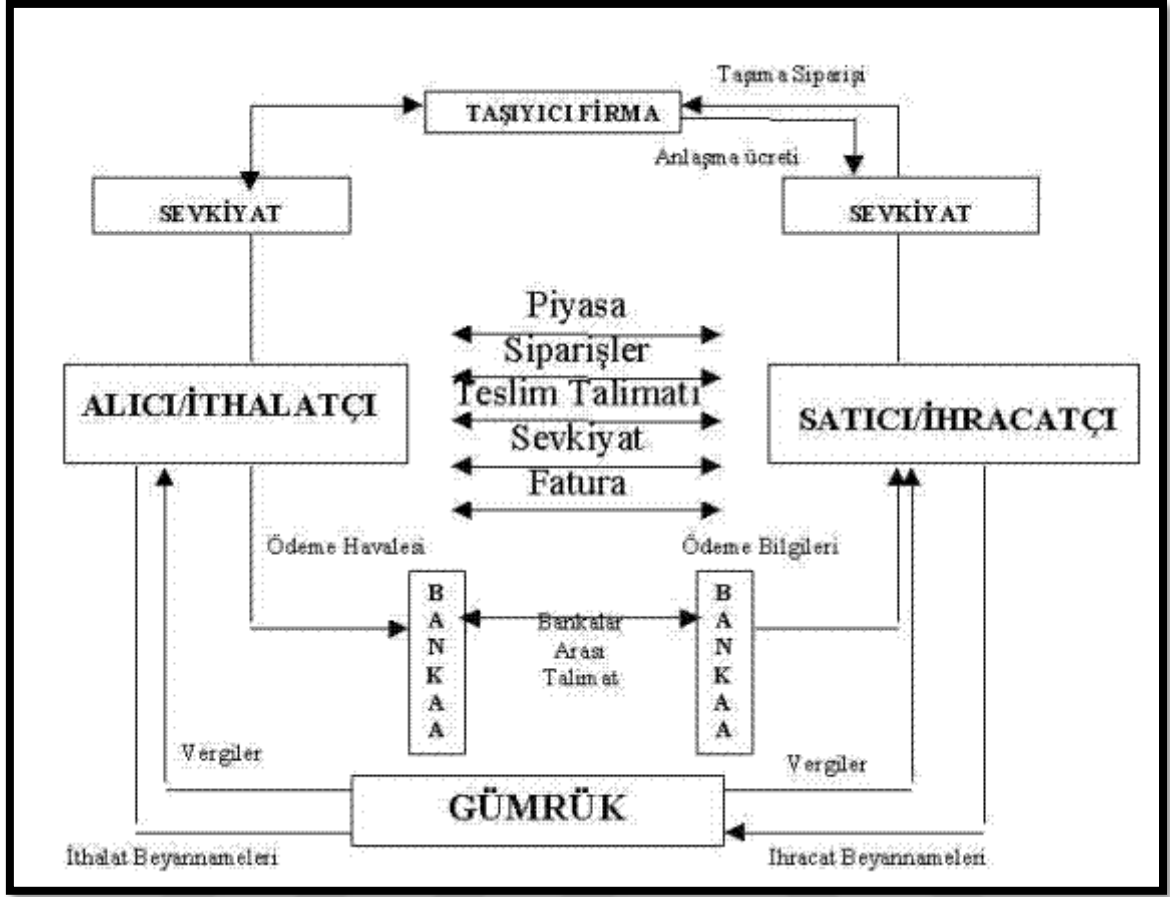 Taşıma Siparişi
TAŞIYICI FİRMA
Anlaşma ücreti
SEVKİYAT
SEVKİYAT
Piyasa
Siparişler
Teslim Talimatı
Sevkiyat
Fatura
ALICI/İTHALATÇI
SATICI/İHRACATÇI
Ödeme Havalesi
Ödeme Bilgileri
B
A
N
K
A
A
Bankalar
Arası
Talimat
B
A
N
K
A
A
Vergiler
Vergiler
GÜMRÜK
İthalat Beyannameleri
İhracat Beyannameleri